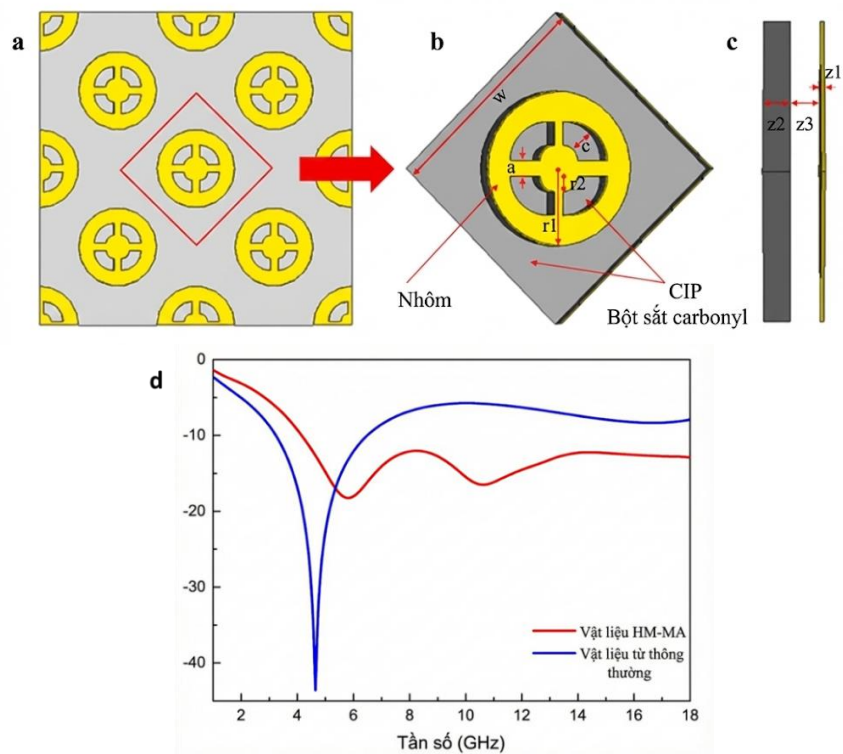 a
b
c
w
c
a
r2
r1
z1
z2
z3
Nhôm
CIP
Bột sắt carbonyl
d
0
-10
-20
-30
-40
Vật liệu HM-MA
Vật liệu từ thông
thường
2
4
6
8
10
12
14
16
18
Tần số (GHz)